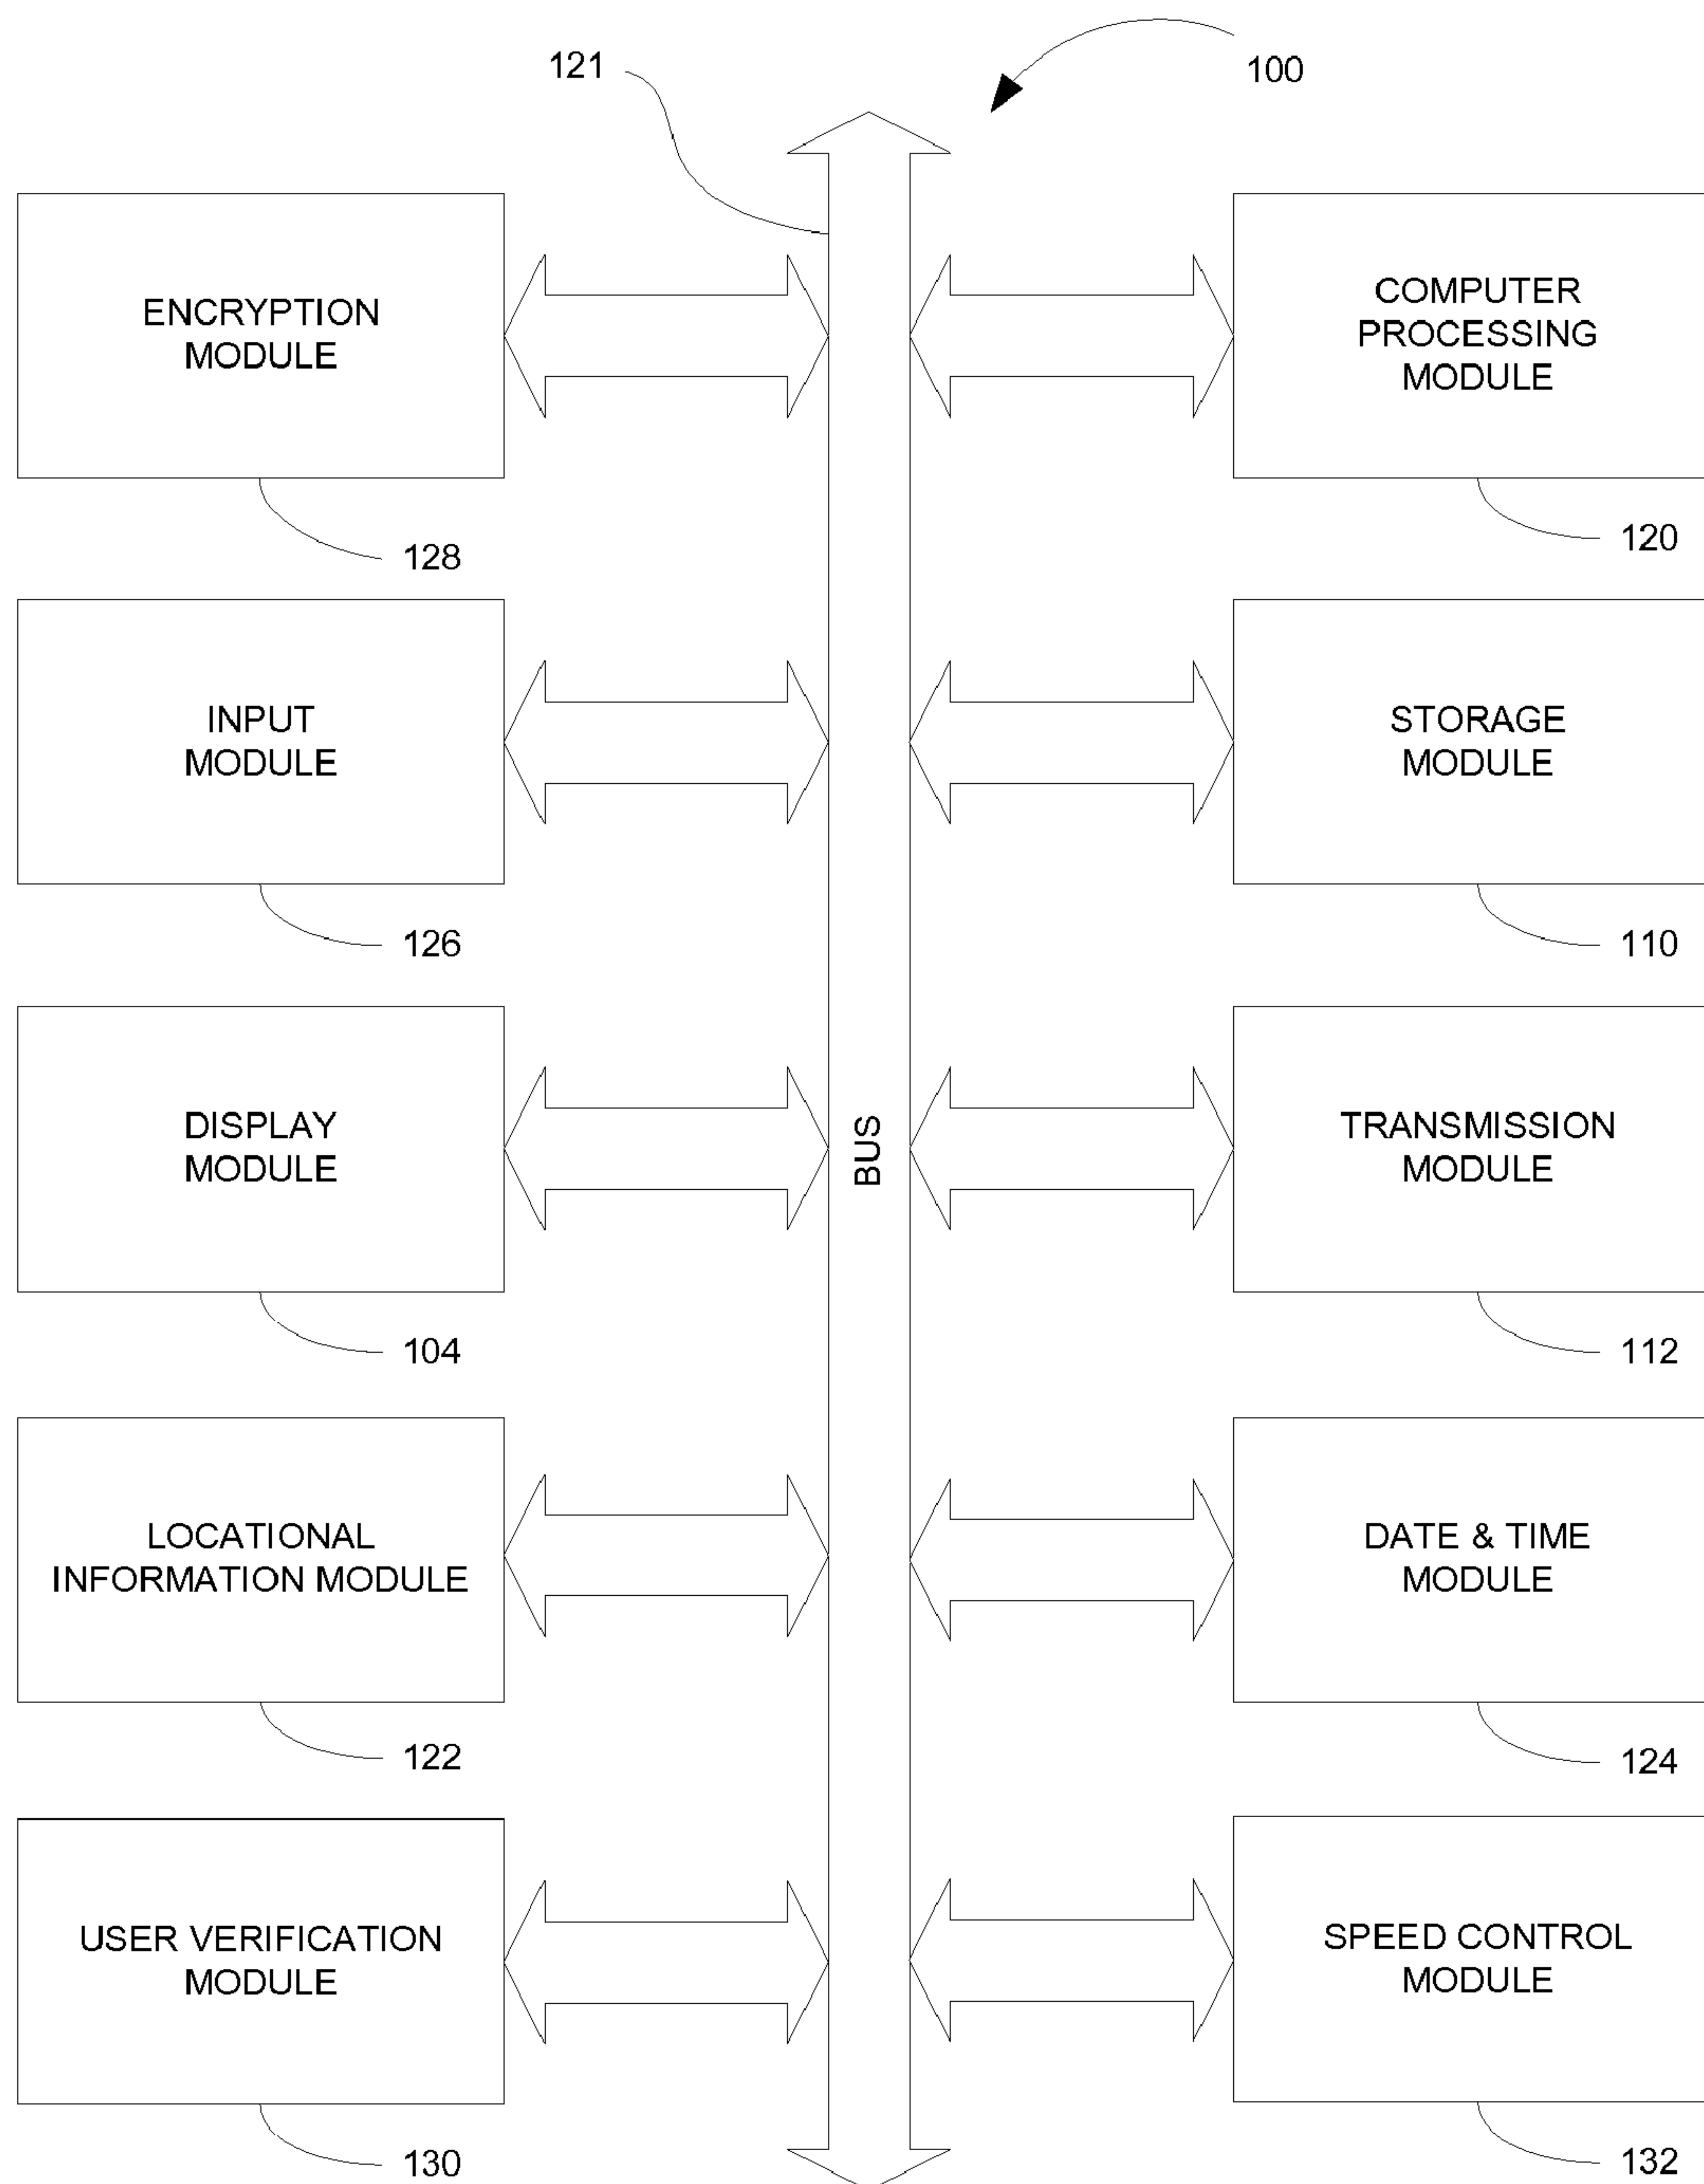 121
100
ENCRYPTION
MODULE
128
COMPUTER
PROCESSING
MODULE
120
INPUT
MODULE
126
STORAGE
MODULE
110
DISPLAY
MODULE
104
BUS
TRANSMISSION
MODULE
112
LOCATIONAL
INFORMATION MODULE
122
DATE & TIME
MODULE
124
USER VERIFICATION
MODULE
130
SPEED CONTROL
MODULE
132